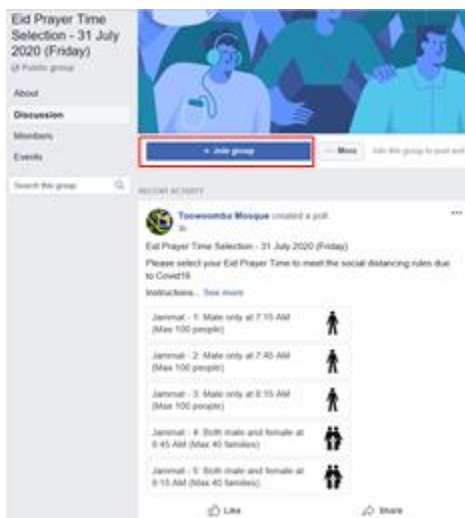 Eid Prayer Time
Selection - 31 July
2020 (Friday)
Public group
About
Discussion
Members
Events
Search this group
+ Join group
More
Join this group to post and
RECENT ACTIVITY
Toowoomba Mosque created a poll.
Eid Prayer Time Selection - 31 July 2020 (Friday)
Please select your Eid Prayer Time to meet the social distancing rules due
to Covid19
Instructions... See more
Jammat - 1: Male only at 7:15 AM
(Max 100 people)
Jammat - 2: Male only at 7:45 AM
(Max 100 people)
Jammat - 3: Male only at 8:15 AM
(Max 100 people)
Jammat - 4: Both male and female at
8:45 AM (Max 40 families)
Jammat - 5: Both male and female at
9:15 AM (Max 40 families)
Like
Share